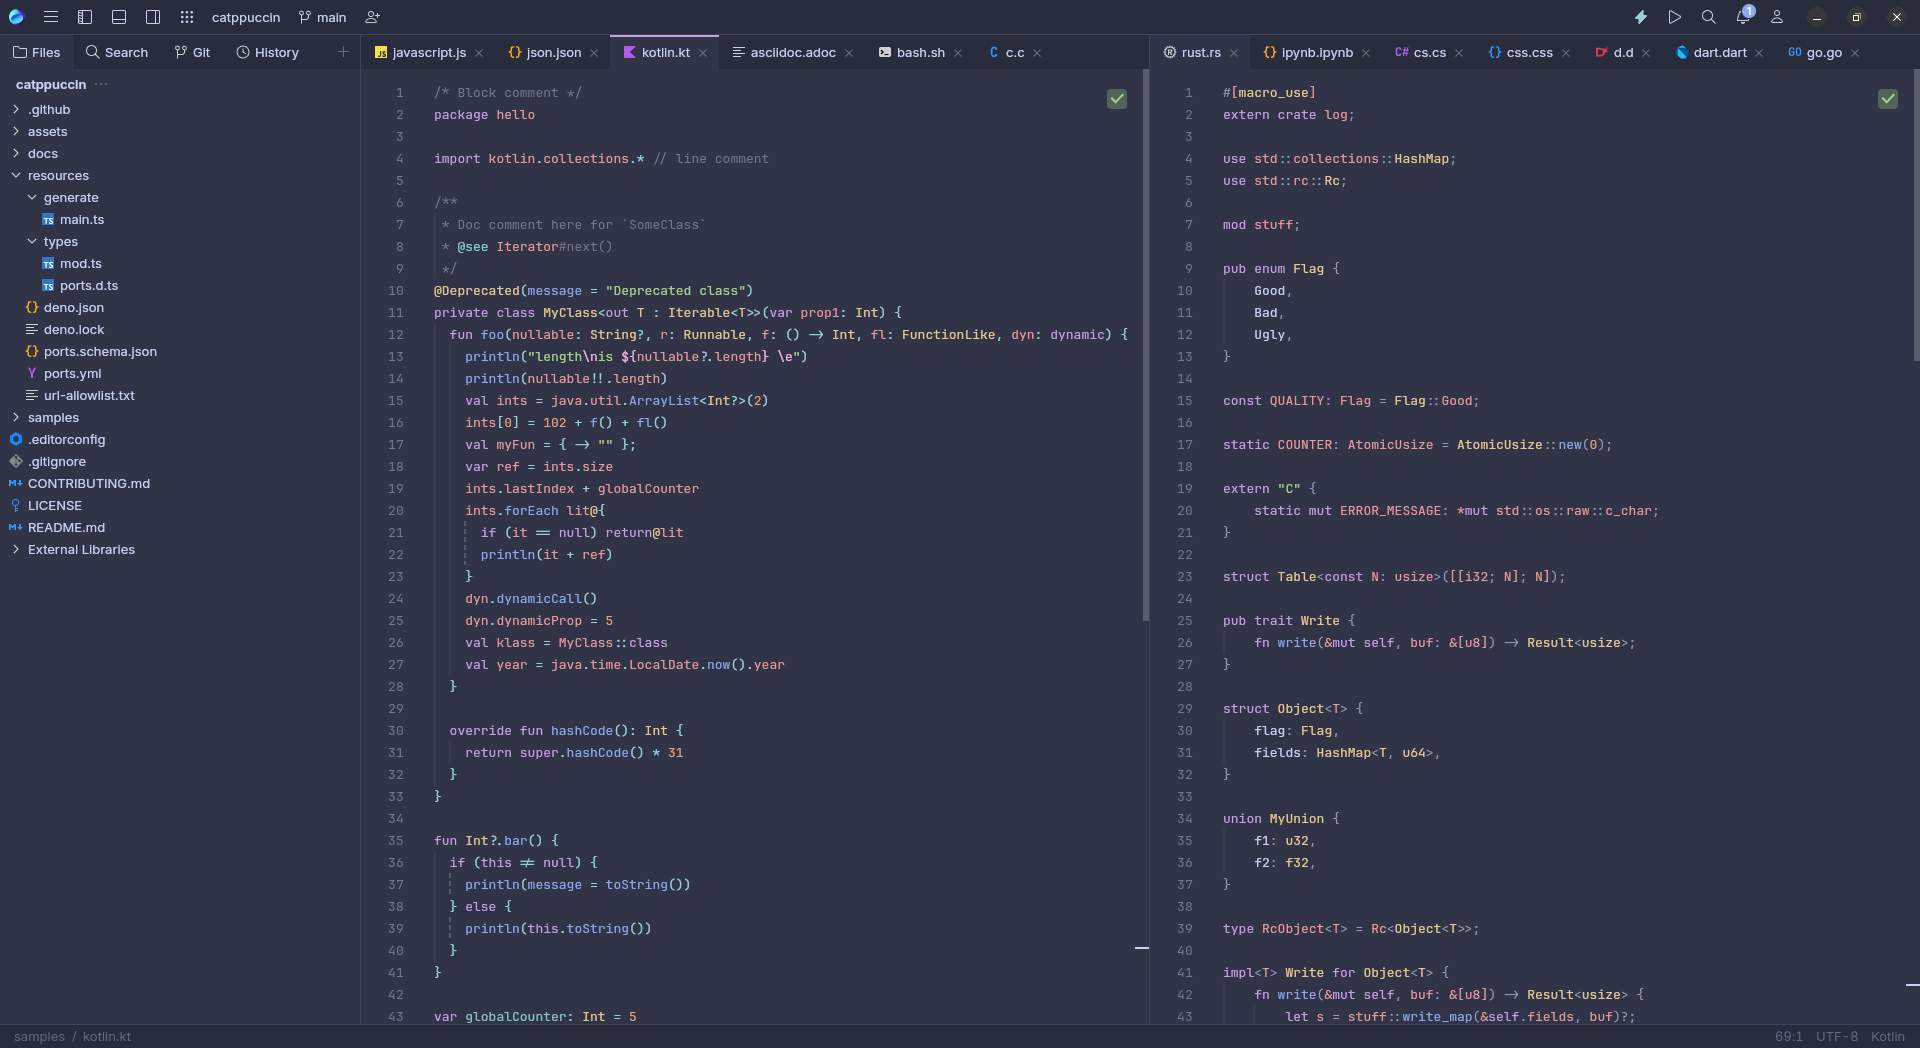 catppuccin main 1
Files Search Git History
catppuccin ···
.github
assets
docs
resources
generate
main.ts
types
mod.ts
ports.d.ts
deno.json
deno.lock
ports.schema.json
ports.yml
url-allowlist.txt
samples
.editorconfig
.gitignore
CONTRIBUTING.md
LICENSE
README.md
External Libraries
javascript.js json.json kotlin.kt asciidoc.adoc bash.sh c.c
1 /* Block comment */
2 package hello
3
4 import kotlin.collections.* // line comment
5
6 /**
7 * Doc comment here for `SomeClass`
8 * @see Iterator#next()
9 */
10 @Deprecated(message = "Deprecated class")
11 private class MyClass<out T : Iterable<T>>(var prop1: Int) {
12 fun foo(nullable: String?, r: Runnable, f: () -> Int, fl: FunctionLike, dyn: dynamic) {
13 println("length\nis ${nullable?.length} \e")
14 println(nullable!!.length)
15 val ints = java.util.ArrayList<Int?>(2)
16 ints[0] = 102 + f() + fl()
17 val myFun = { -> "" };
18 var ref = ints.size
19 ints.lastIndex + globalCounter
20 ints.forEach lit@{
21 if (it == null) return@lit
22 println(it + ref)
23 }
24 dyn.dynamicCall()
25 dyn.dynamicProp = 5
26 val klass = MyClass::class
27 val year = java.time.LocalDate.now().year
28 }
29
30 override fun hashCode(): Int {
31 return super.hashCode() * 31
32 }
33 }
34
35 fun Int?.bar() {
36 if (this != null) {
37 println(message = toString())
38 } else {
39 println(this.toString())
40 }
41 }
42
43 var globalCounter: Int = 5
rust.rs ipynb.ipynb C# cs.cs css.css d.d dart.dart GO go.go
1 #[macro_use]
2 extern crate log;
3
4 use std::collections::HashMap;
5 use std::rc::Rc;
6
7 mod stuff;
8
9 pub enum Flag {
10 Good,
11 Bad,
12 Ugly,
13 }
14
15 const QUALITY: Flag = Flag::Good;
16
17 static COUNTER: AtomicUsize = AtomicUsize::new(0);
18
19 extern "C" {
20 static mut ERROR_MESSAGE: *mut std::os::raw::c_char;
21 }
22
23 struct Table<const N: usize>([[i32; N]; N]);
24
25 pub trait Write {
26 fn write(&mut self, buf: &[u8]) -> Result<usize>;
27 }
28
29 struct Object<T> {
30 flag: Flag,
31 fields: HashMap<T, u64>,
32 }
33
34 union MyUnion {
35 f1: u32,
36 f2: f32,
37 }
38
39 type RcObject<T> = Rc<Object<T>>;
40
41 impl<T> Write for Object<T> {
42 fn write(&mut self, buf: &[u8]) -> Result<usize> {
43 let s = stuff::write_map(&self.fields, buf)?;
samples / kotlin.kt 69:1 UTF-8 Kotlin